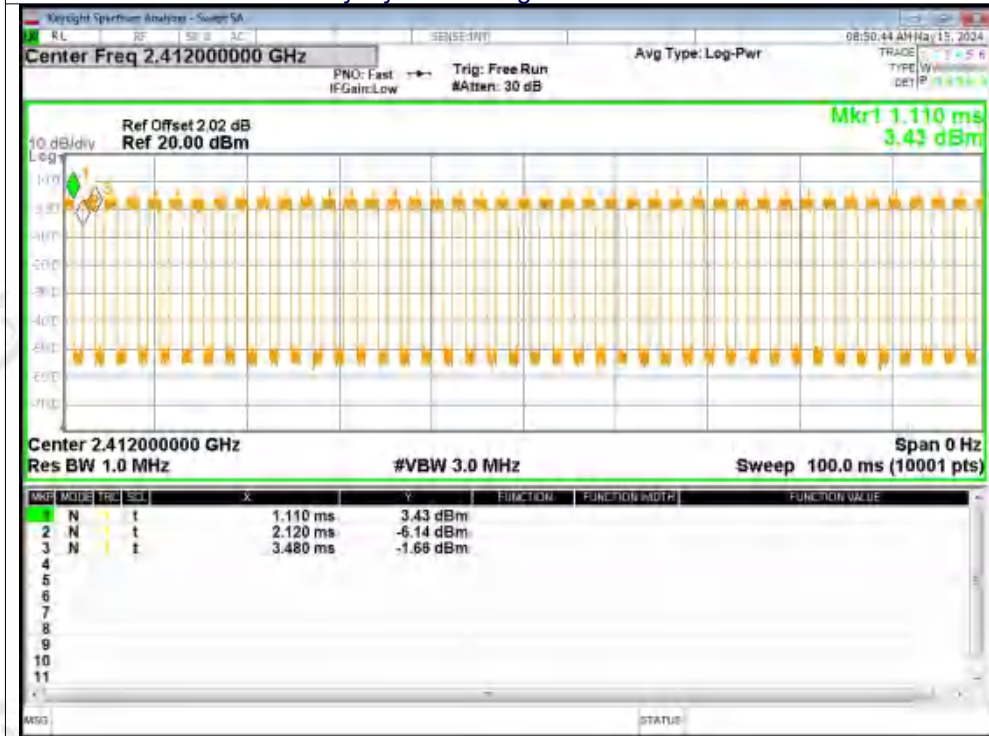 Keysight Spectrum Analyzer - Swept SA
RL RF 50 Ω AC SENSE:INT 08:50:44 AM May 15, 2024
Center Freq 2.412000000 GHz
Avg Type: Log-Pwr
TRACE
PNO: Fast
Trig: Free Run
TYPE
IFGain:Low
#Atten: 30 dB
DET P
Mkr1 1.110 ms
3.43 dBm
Ref Offset 2.02 dB
10 dB/div Ref 20.00 dBm
Log
1
3
Center 2.412000000 GHz Span 0 Hz
Res BW 1.0 MHz #VBW 3.0 MHz Sweep 100.0 ms (10001 pts)
MKR MODE TRC SCL X Y FUNCTION FUNCTION WIDTH FUNCTION VALUE
1 N 1 t 1.110 ms 3.43 dBm
2 N 1 t 2.120 ms -6.14 dBm
3 N 1 t 3.480 ms -1.66 dBm
4
5
6
7
8
9
10
11
MSG STATUS